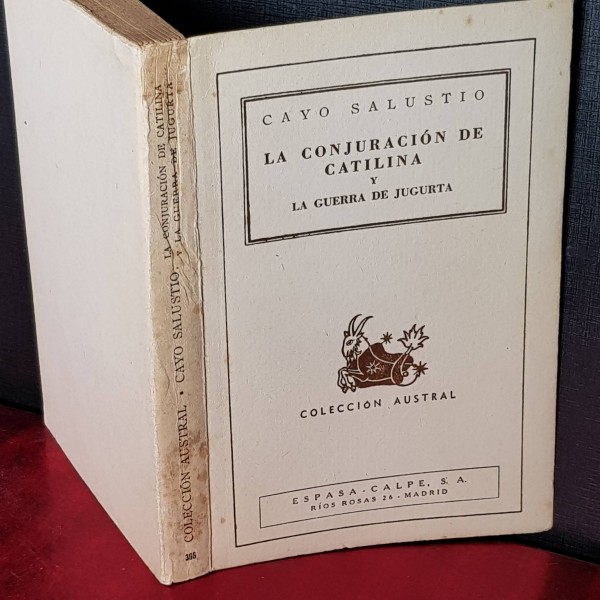 CAYO SALUSTIO
LA CONJURACIÓN DE
CATILINA
Y
LA GUERRA DE JUGURTA
COLECCIÓN AUSTRAL
ESPASA-CALPE, S. A.
RÍOS ROSAS 26 - MADRID
LA CONJURACIÓN DE CATILINA
Y LA GUERRA DE JUGURTA
COLECCIÓN AUSTRAL • CAYO SALUSTIO.
365